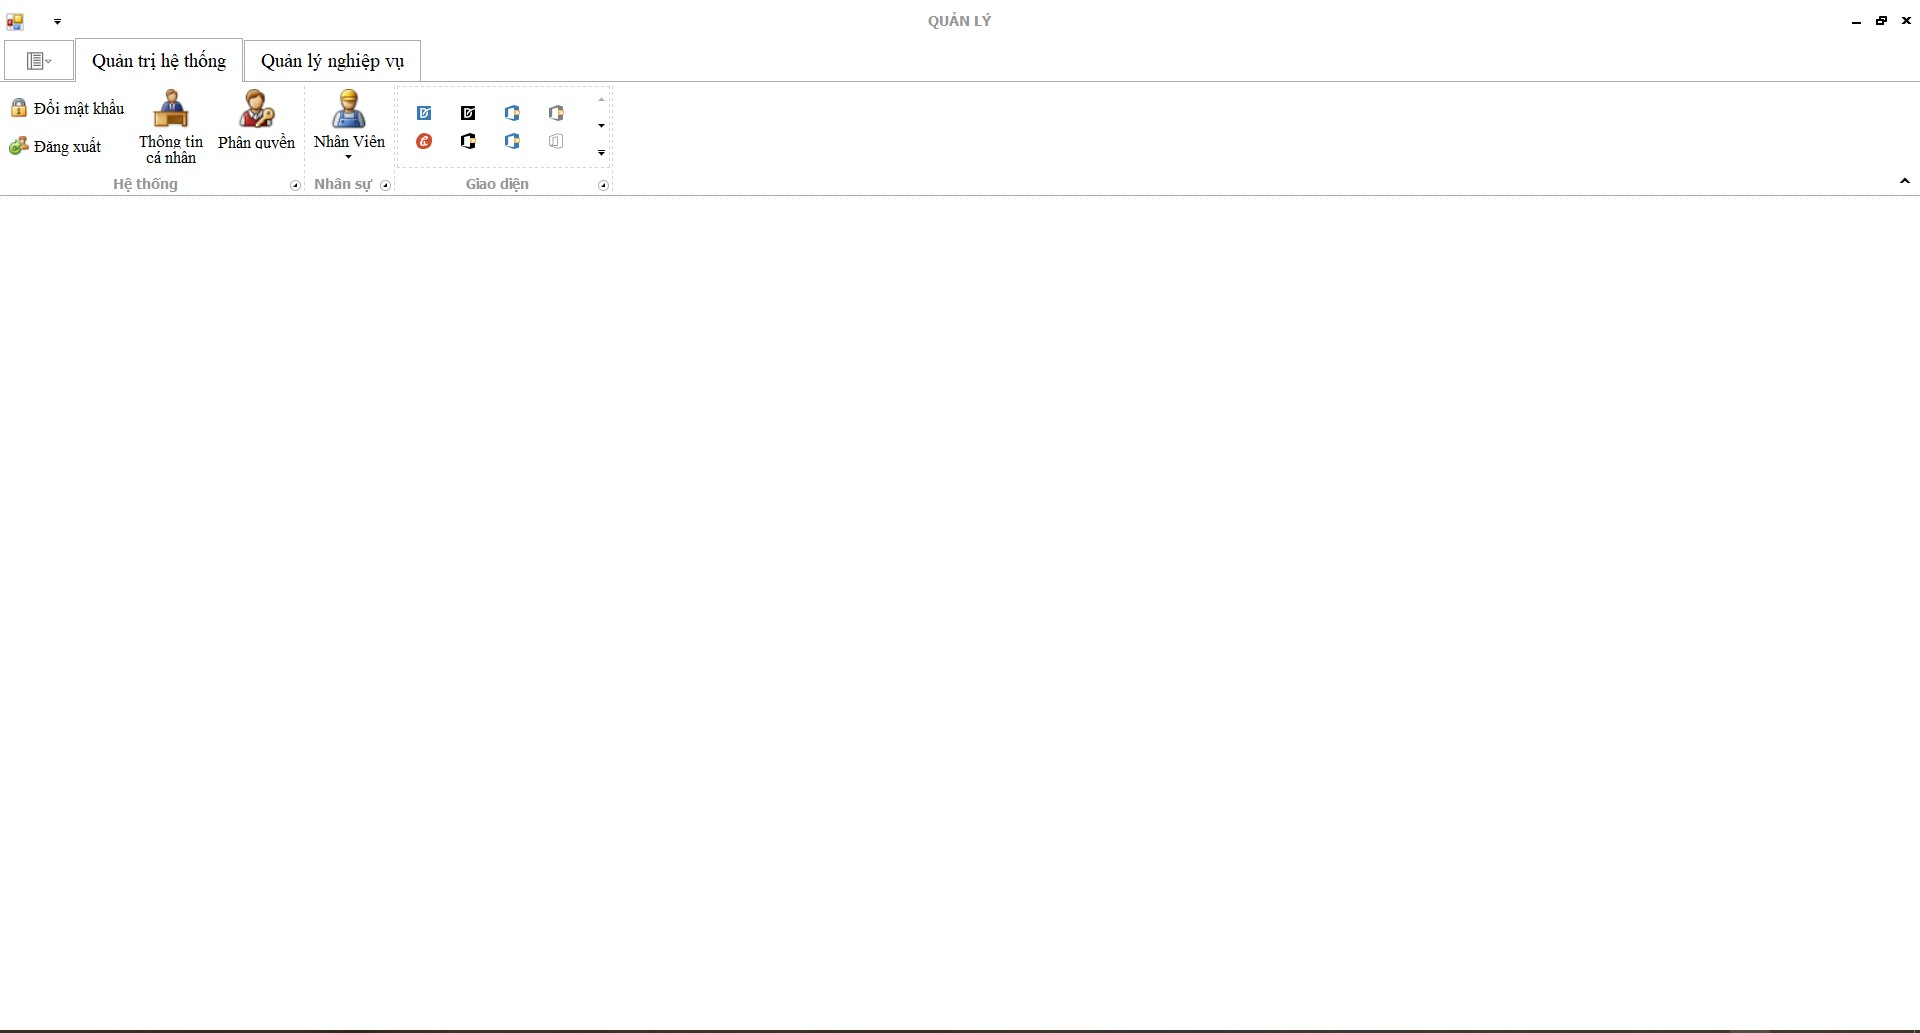 QUẢN LÝ
Quản trị hệ thống
Quản lý nghiệp vụ
Đổi mật khẩu
Đăng xuất
Thông tin
cá nhân
Phân quyền
Nhân Viên
Hệ thống
Nhân sự
Giao diện